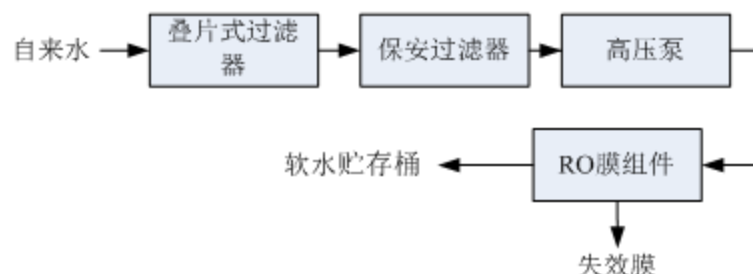 自来水
叠片式过滤
器
保安过滤器
高压泵
软水贮存桶
RO膜组件
失效膜